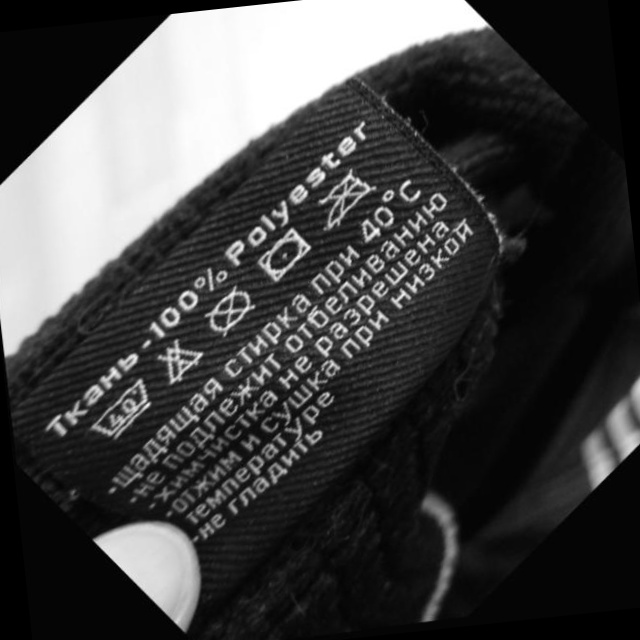 Ткань -100% Polyester
40
-щадящая стирка при 40°С
-не подлежит отбеливанию
-химчистка не разрешена
-отжим и сушка при низкой
температуре
-не гладить